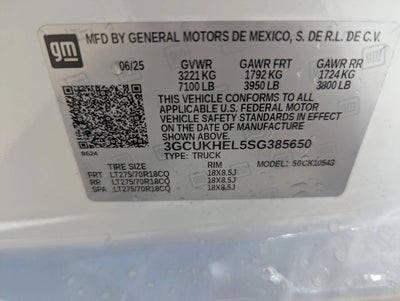 gm
MFD BY GENERAL MOTORS DE MEXICO, S. DE R.L. DE C.V.
06/25 GVWR GAWR FRT GAWR RR
3221 KG 1792 KG 1724 KG
7100 LB 3950 LB 3800 LB
THIS VEHICLE CONFORMS TO ALL
APPLICABLE U.S. FEDERAL MOTOR
VEHICLE SAFETY STANDARDS IN EFFECT
ON THE DATE OF MANUFACTURE
SHOWN ABOVE.
3GCUKHEL5SG385650
TYPE: TRUCK MODEL: 50CK10543
TIRE SIZE RIM
FRT LT275/70R18CQ 18X8.5J
RR LT275/70R18CQ 18X8.5J
SPA LT275/70R18CQ 18X8.5J